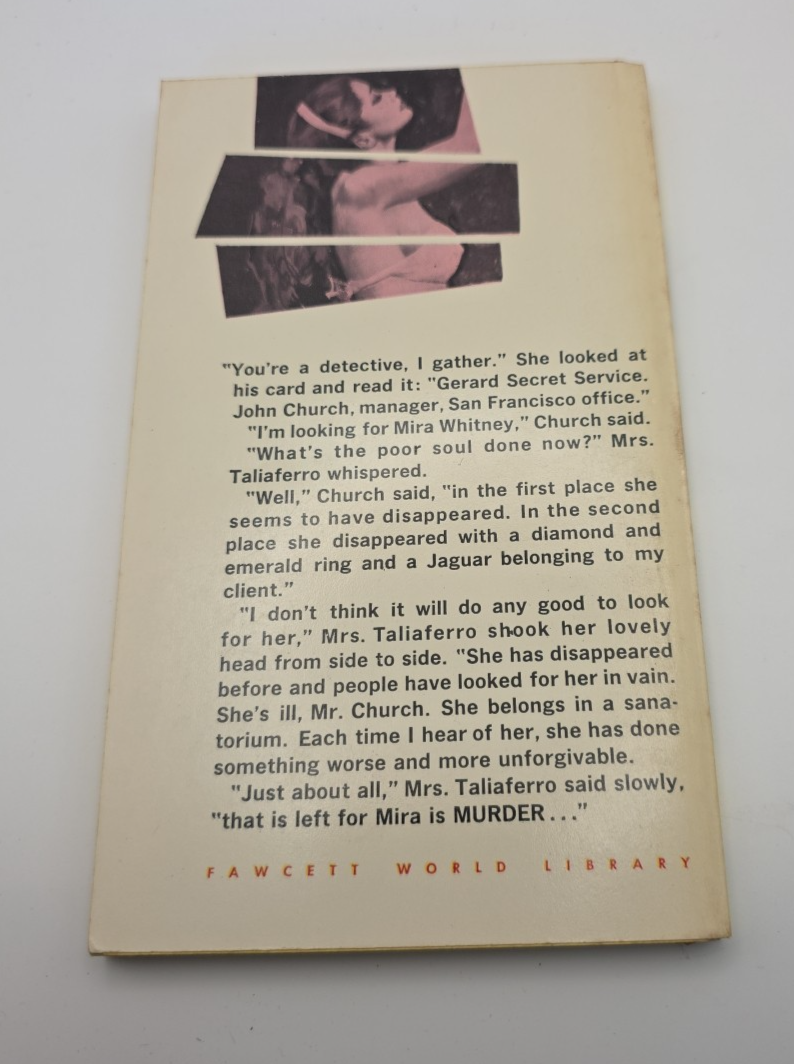 "You're a detective, I gather." She looked at
his card and read it: "Gerard Secret Service.
John Church, manager, San Francisco office."
"I'm looking for Mira Whitney," Church said.
"What's the poor soul done now?" Mrs.
Taliaferro whispered.
"Well," Church said, "in the first place she
seems to have disappeared. In the second
place she disappeared with a diamond and
emerald ring and a Jaguar belonging to my
client."
"I don't think it will do any good to look
for her," Mrs. Taliaferro shook her lovely
head from side to side. "She has disappeared
before and people have looked for her in vain.
She's ill, Mr. Church. She belongs in a sana-
torium. Each time I hear of her, she has done
something worse and more unforgivable.
"Just about all," Mrs. Taliaferro said slowly,
"that is left for Mira is MURDER..."
FAWCETT WORLD LIBRARY